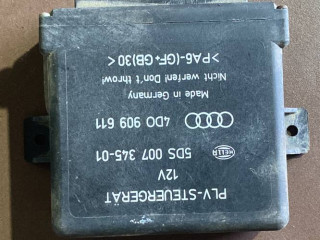 PLV-STEUERGERÄT
12V
5DS 007 345-01 HELLA
4D0 909 611
Made in Germany
Nicht werfen! Don't throw!
>PA6-(GF+GB)30<